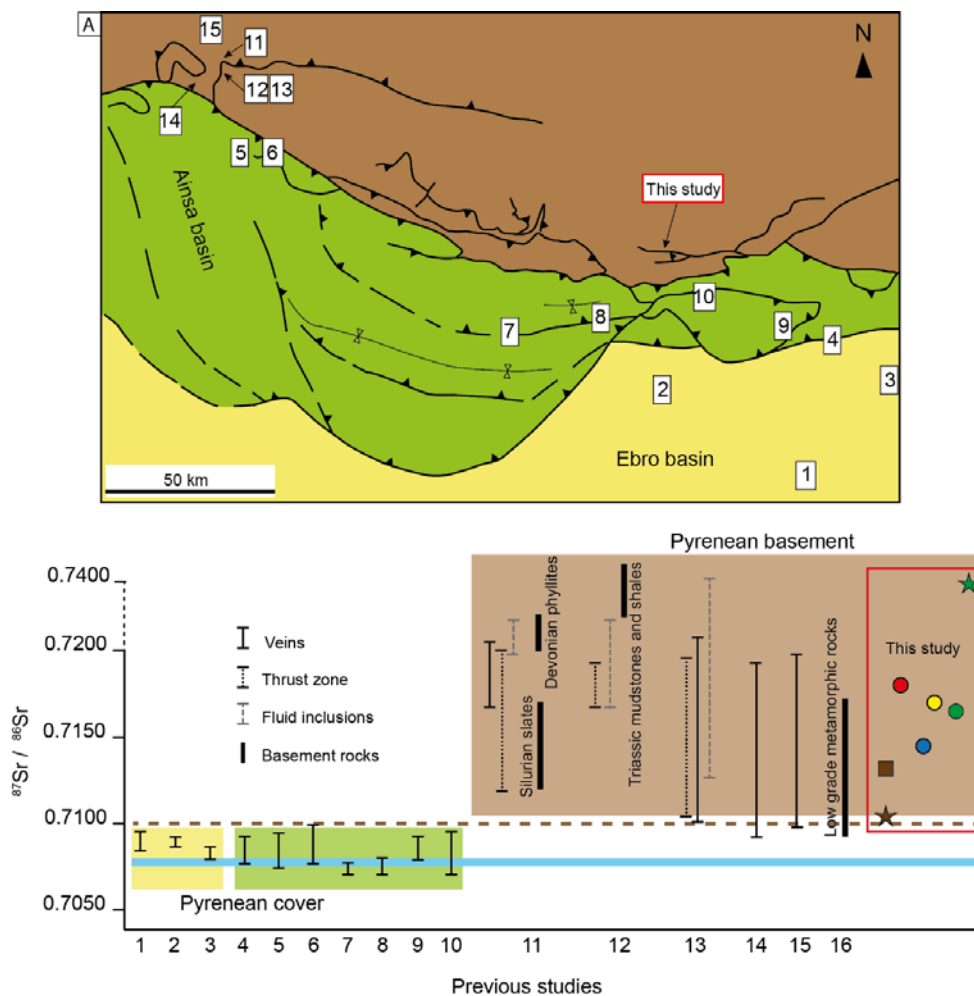 A
15
11
N
12 13
14
5 6
This study
Ainsa basin
10
7
8
9
4
2
3
Ebro basin
1
50 km
Pyrenean basement
0.7400
0.7200
0.7150
0.7100
0.7050
87Sr / 86Sr
Veins
Thrust zone
Fluid inclusions
Basement rocks
Silurian slates
Devonian phyllites
Triassic mudstones and shales
Low grade metamorphic rocks
This study
Pyrenean cover
1 2 3 4 5 6 7 8 9 10 11 12 13 14 15 16
Previous studies